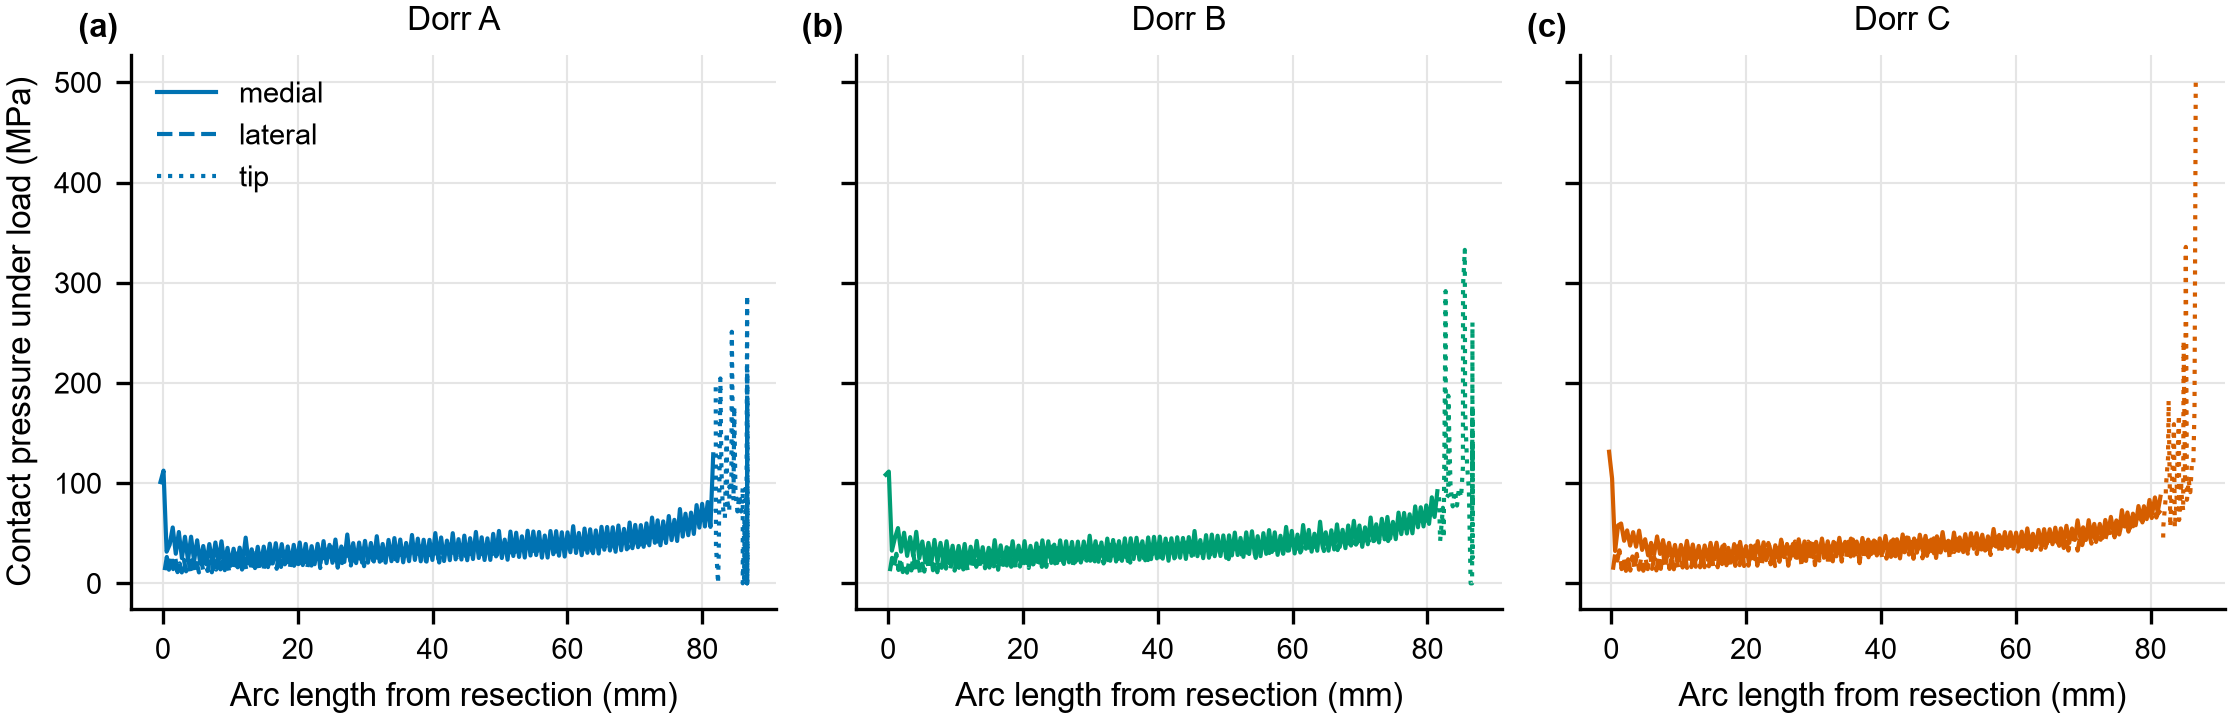 (a) Dorr A
(b) Dorr B
(c) Dorr C
Contact pressure under load (MPa)
500
400
300
200
100
0
medial
lateral
tip
0 20 40 60 80
0 20 40 60 80
0 20 40 60 80
Arc length from resection (mm)
Arc length from resection (mm)
Arc length from resection (mm)